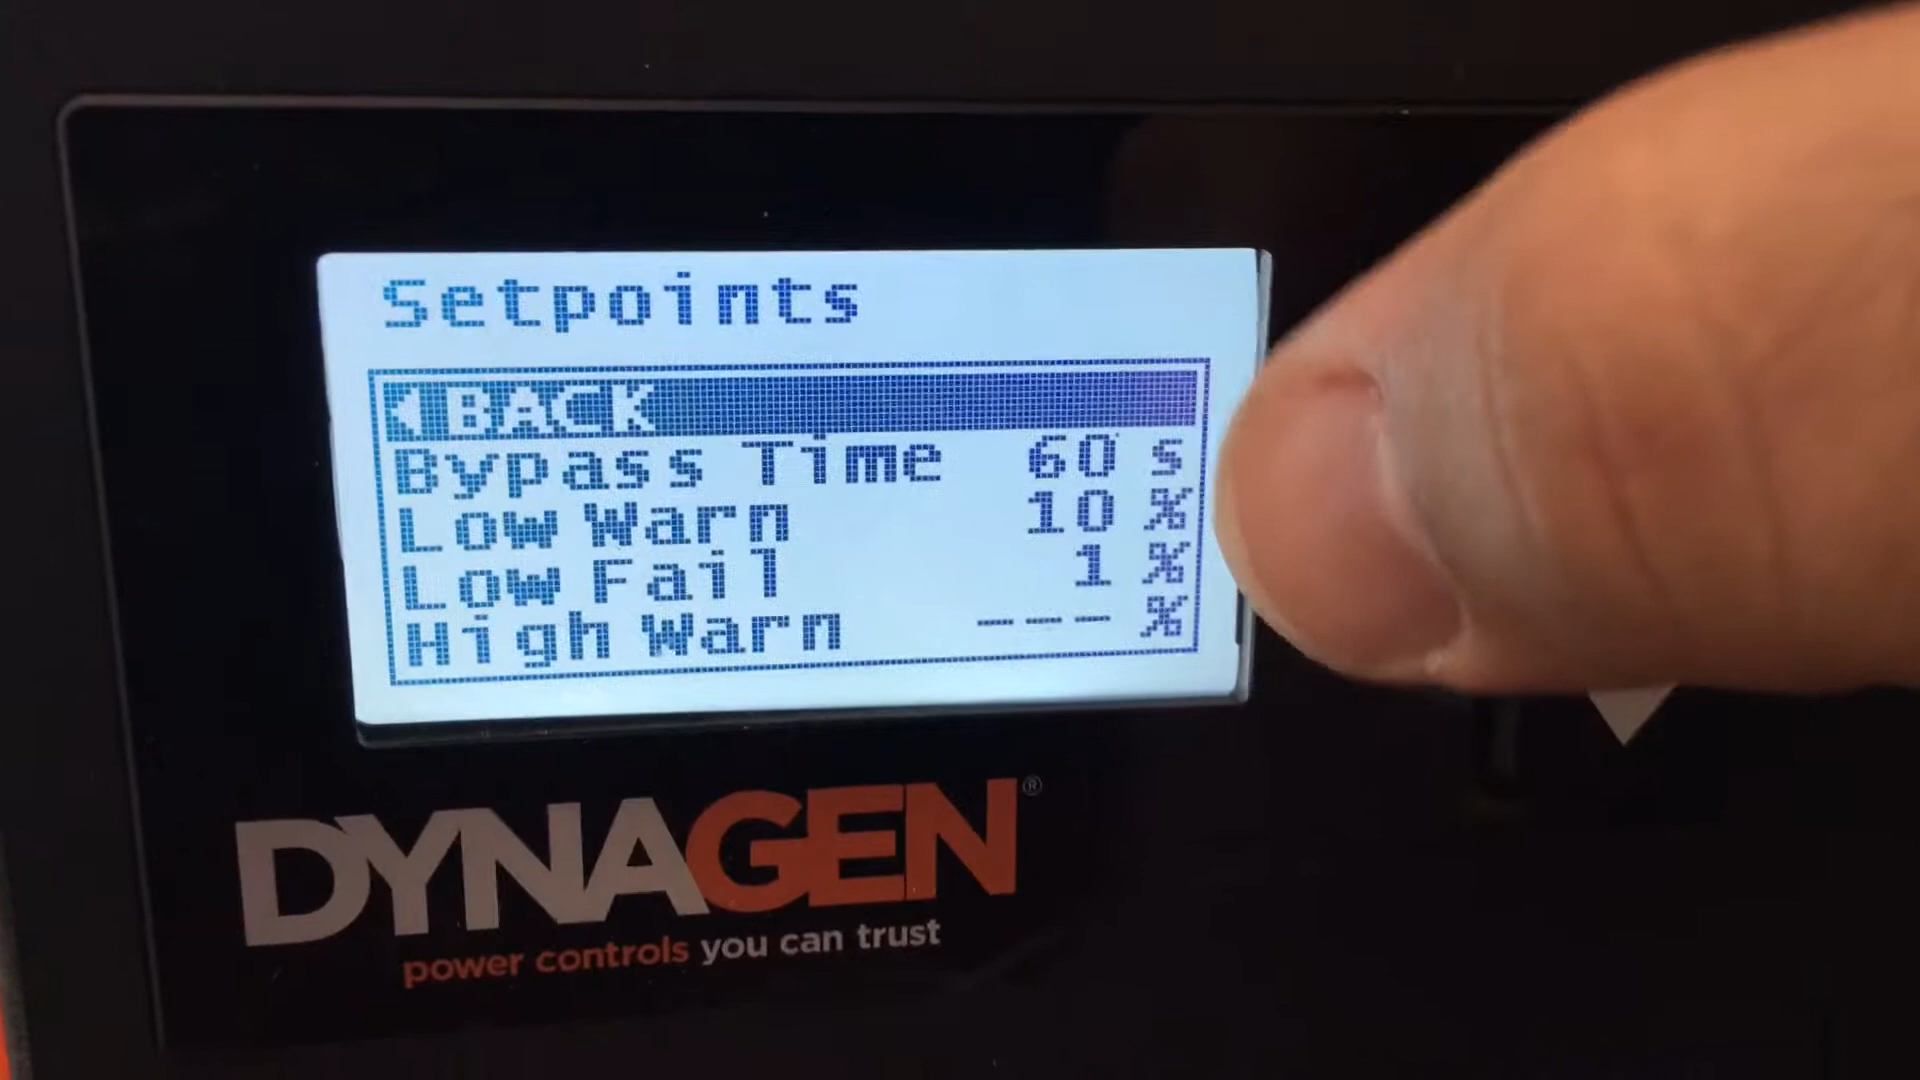 Setpoints
◀BACK
Bypass Time 60 s
Low Warn 10 %
Low Fail 1 %
High Warn --- %
DYNAGEN®
power controls you can trust